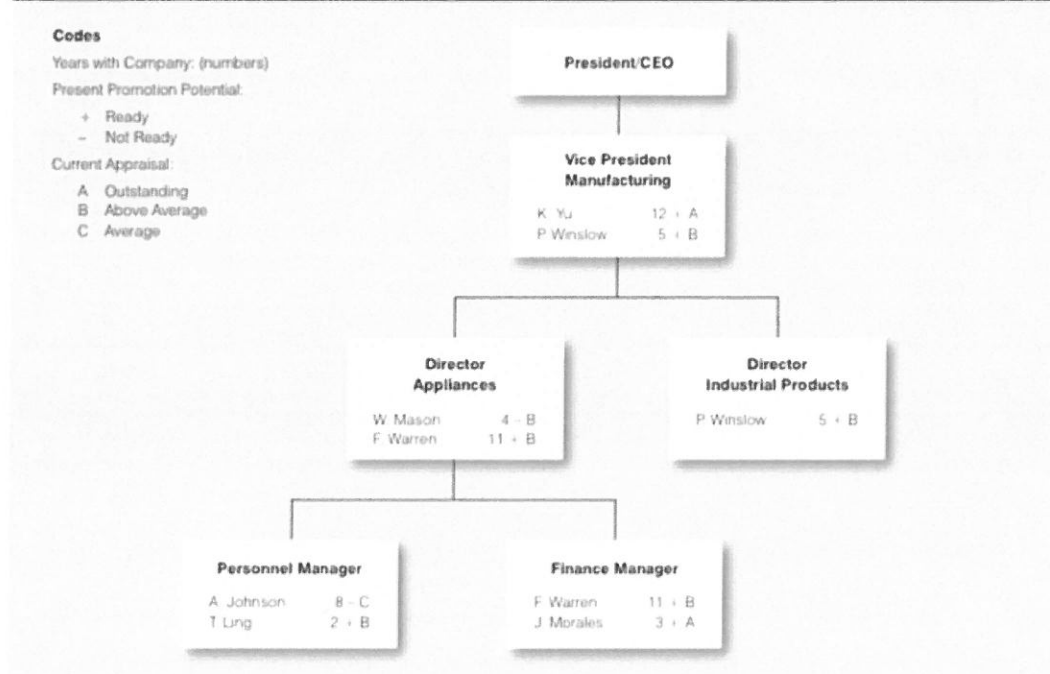 Codes
Years with Company: (numbers)
Present Promotion Potential:
+ Ready
– Not Ready
Current Appraisal:
A Outstanding
B Above Average
C Average
President/CEO
Vice President
Manufacturing
K. Yu 12 + A
P. Winslow 5 + B
Director
Appliances
W. Mason 4 – B
F. Warren 11 + B
Director
Industrial Products
P. Winslow 5 + B
Personnel Manager
A. Johnson 8 – C
T. Ling 2 + B
Finance Manager
F. Warren 11 + B
J. Morales 3 + A